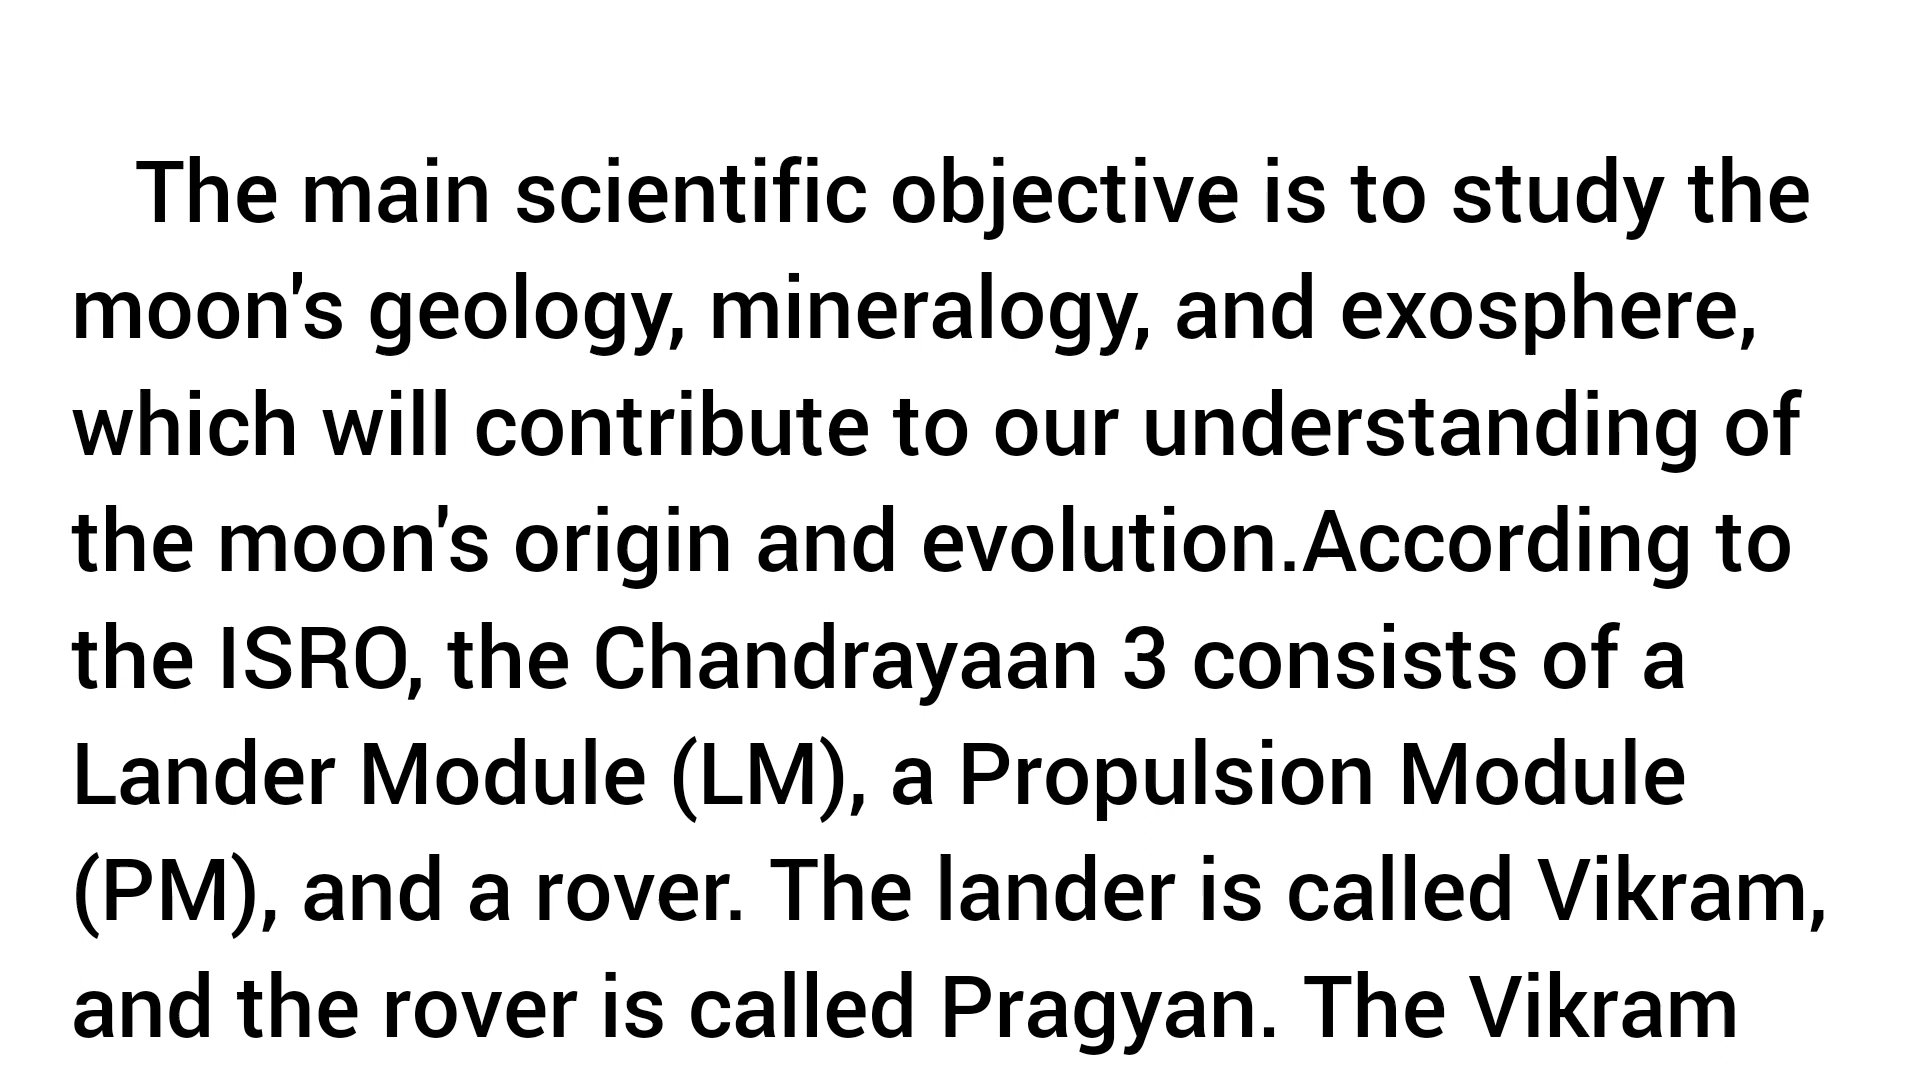 The main scientific objective is to study the
moon's geology, mineralogy, and exosphere,
which will contribute to our understanding of
the moon's origin and evolution.According to
the ISRO, the Chandrayaan 3 consists of a
Lander Module (LM), a Propulsion Module
(PM), and a rover. The lander is called Vikram,
and the rover is called Pragyan. The Vikram